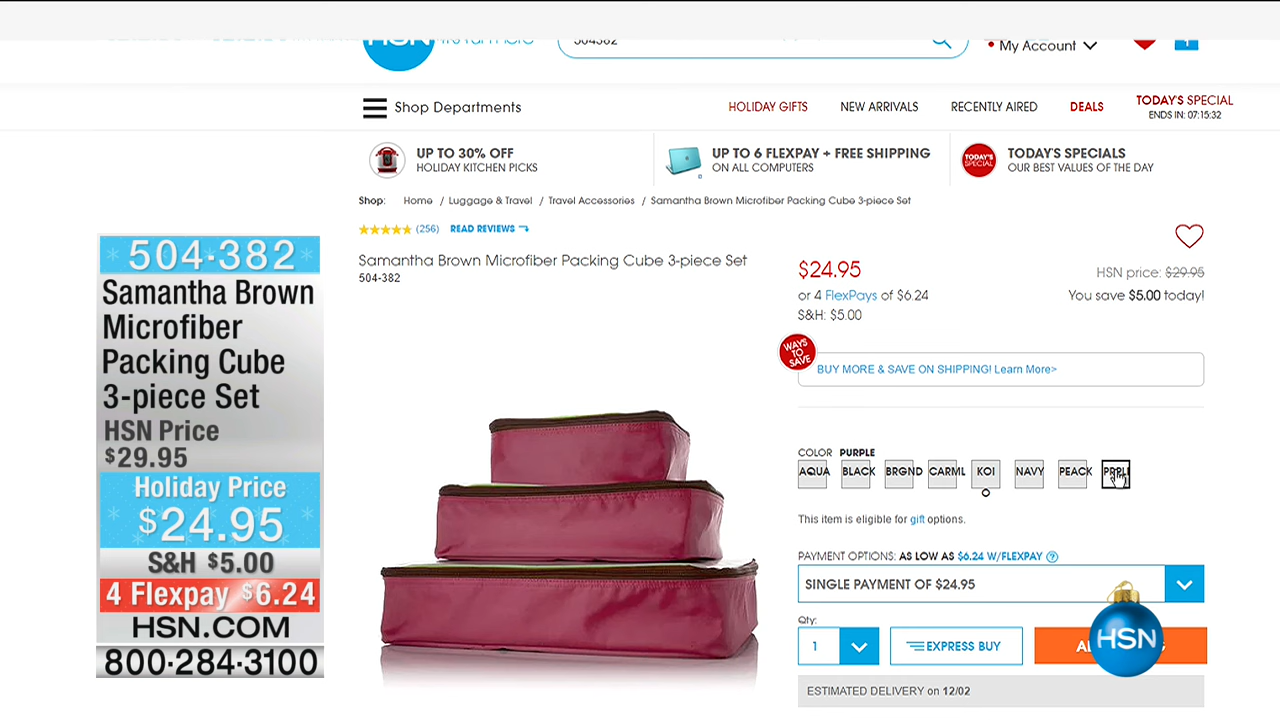 HSN
504382
My Account
Shop Departments
HOLIDAY GIFTS
NEW ARRIVALS
RECENTLY AIRED
DEALS
TODAY'S SPECIAL
ENDS IN: 07:15:32
UP TO 30% OFF
HOLIDAY KITCHEN PICKS
UP TO 6 FLEXPAY + FREE SHIPPING
ON ALL COMPUTERS
TODAY'S SPECIAL
TODAY'S SPECIALS
OUR BEST VALUES OF THE DAY
Shop: Home / Luggage & Travel / Travel Accessories / Samantha Brown Microfiber Packing Cube 3-piece Set
(256) READ REVIEWS
Samantha Brown Microfiber Packing Cube 3-piece Set
504-382
504·382
Samantha Brown
Microfiber
Packing Cube
3-piece Set
HSN Price
$29.95
Holiday Price
$24.95
S&H $5.00
4 Flexpay $6.24
HSN.COM
800·284·3100
$24.95
HSN price: $29.95
or 4 FlexPays of $6.24
You save $5.00 today!
S&H: $5.00
WAYS
TO
SAVE
BUY MORE & SAVE ON SHIPPING! Learn More>
COLOR PURPLE
AQUA BLACK BRGND CARML KOI NAVY PEACK
This item is eligible for gift options.
PAYMENT OPTIONS: AS LOW AS $6.24 W/FLEXPAY ?
SINGLE PAYMENT OF $24.95
Qty:
1
EXPRESS BUY
HSN
ESTIMATED DELIVERY on 12/02